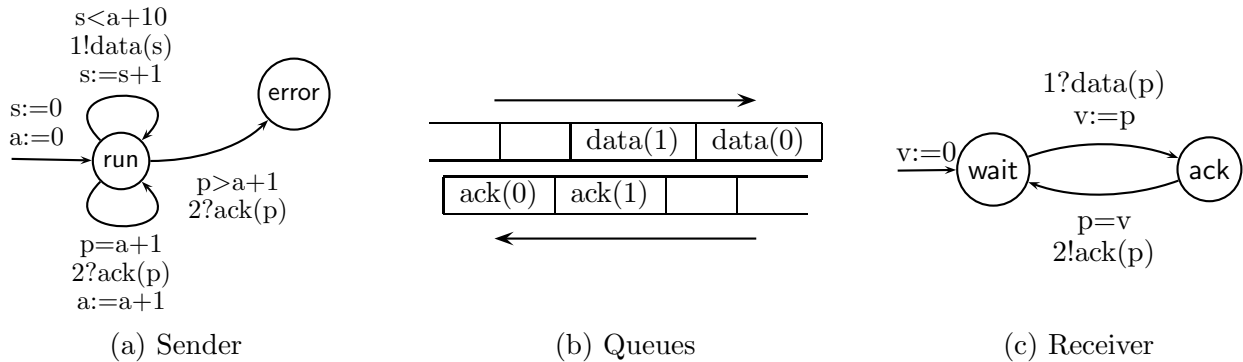 s<a+10
1!data(s)
s:=s+1
s:=0
a:=0
run
error
p>a+1
2?ack(p)
p=a+1
2?ack(p)
a:=a+1
(a) Sender
data(1) data(0)
ack(0) ack(1)
(b) Queues
1?data(p)
v:=p
v:=0
wait
ack
p=v
2!ack(p)
(c) Receiver